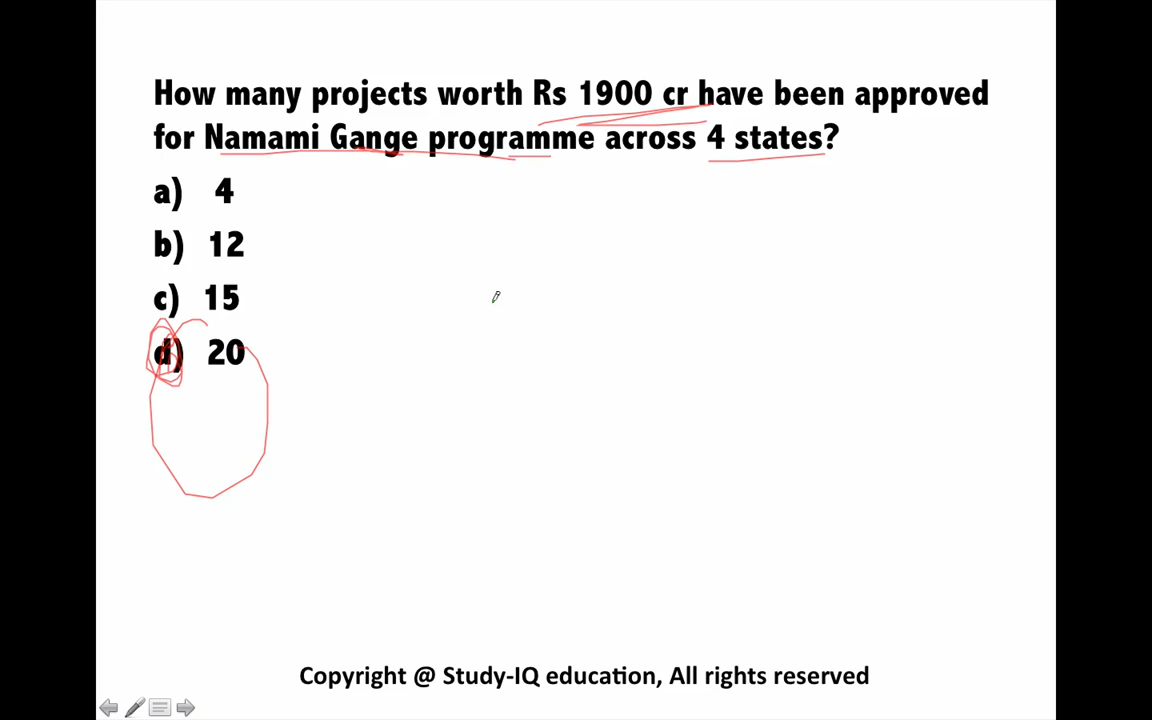 How many projects worth Rs 1900 cr have been approved
for Namami Gange programme across 4 states?
a) 4
b) 12
c) 15
d) 20
Copyright @ Study-IQ education, All rights reserved